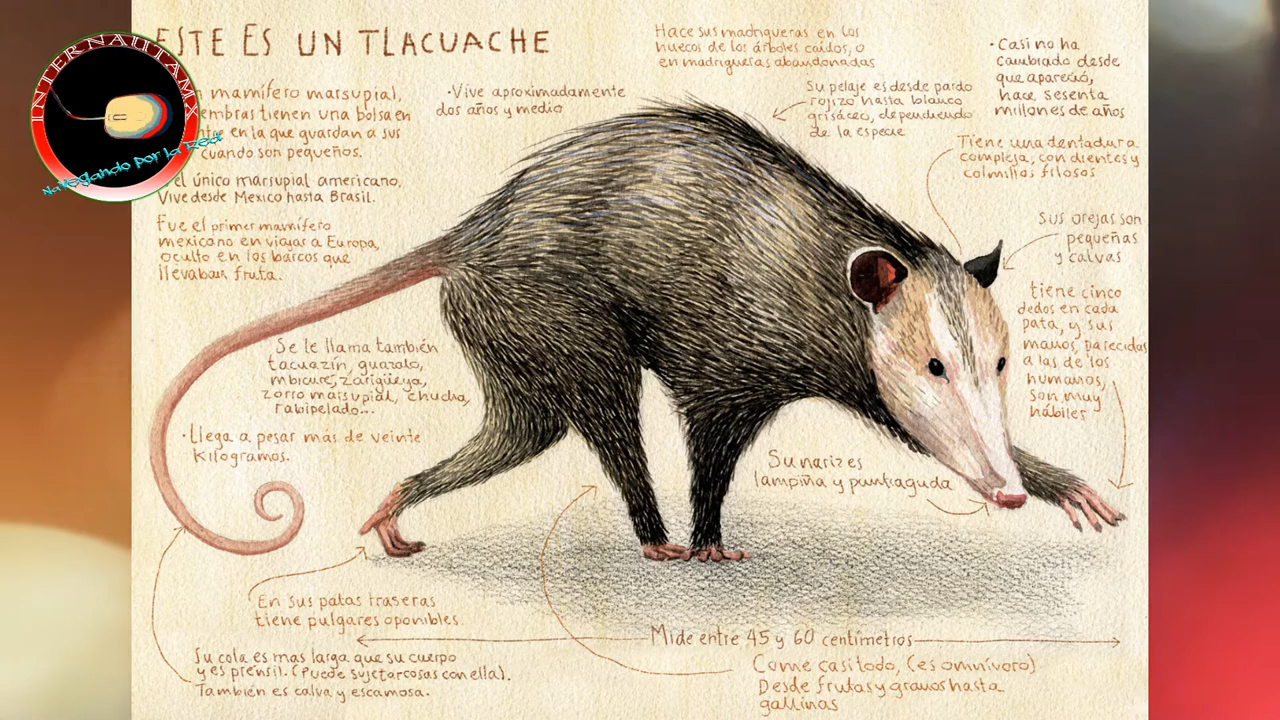 INTERNAUTAMX
Navegando por la Red
ESTE ES UN TLACUACHE
mamífero marsupial,
tienen una bolsa en
en la que guardan a sus
cuando son pequeños.
el único marsupial americano.
Vive desde Mexico hasta Brasil.
Fue el primer mamífero
mexicano en viajar a Europa,
oculto en los barcos que
llevaban fruta.
·Vive aproximadamente
dos años y medio
Hace sus madrigueras en los
huecos de los árboles caídos, o
en madrigueras abandonadas
Su pelaje es desde pardo
rojizo hasta blanco
grisáceo, dependiendo
de la especie
·Casi no ha
cambiado desde
que apareció,
hace sesenta
millones de años
Tiene una dentadura
compleja, con dientes y
colmillos filosos
Sus orejas son
pequeñas
y calvas
tiene cinco
dedos en cada
pata, y sus
manos, parecidas
a las de los
humanos,
son muy
hábiles
Se le llama también
tacuazín, guaralo,
mbicure, zarigüeya,
zorro marsupial, chucha,
rabipelado...
·Llega a pesar más de veinte
kilogramos.
Su nariz es
lampiña y puntiaguda
En sus patas traseras
tiene pulgares oponibles.
Mide entre 45 y 60 centímetros
Su cola es mas larga que su cuerpo
y es prénsil. (Puede sujetar cosas con ella).
También es calva y escamosa.
Come casi todo, (es omnívoro)
Desde frutas y granos hasta
gallinas